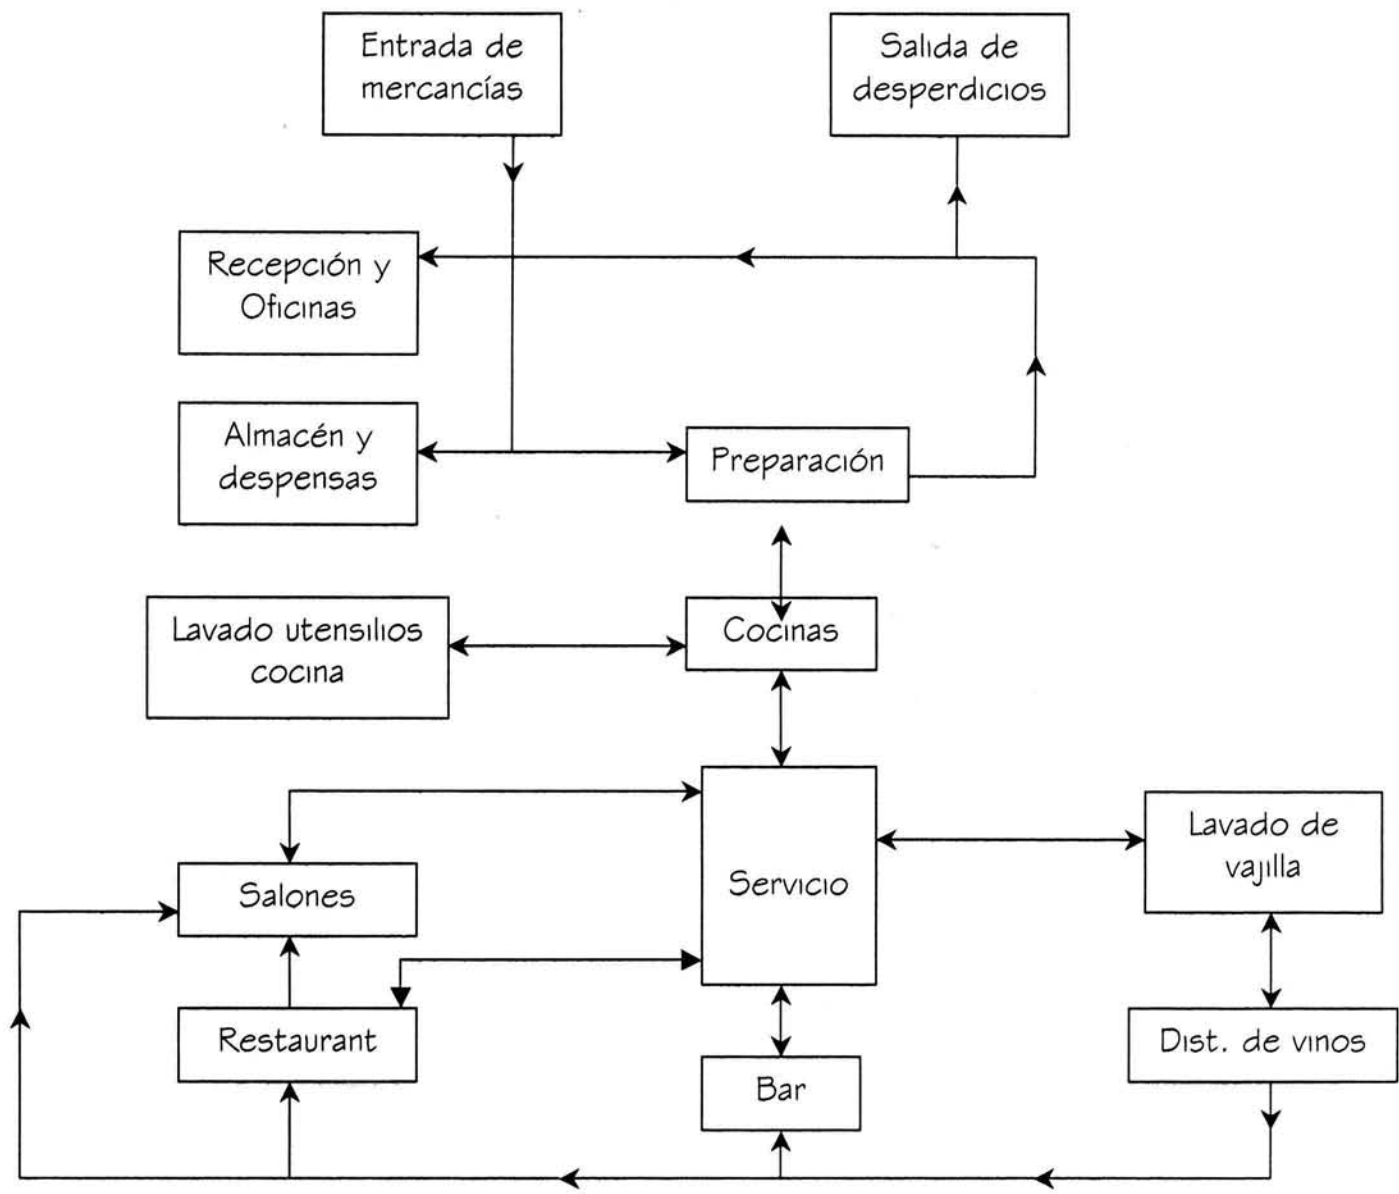 Entrada de
mercancías
Salida de
desperdicios
Recepción y
Oficinas
Almacén y
despensas
Preparación
Lavado utensilios
cocina
Cocinas
Servicio
Lavado de
vajilla
Salones
Restaurant
Dist. de vinos
Bar